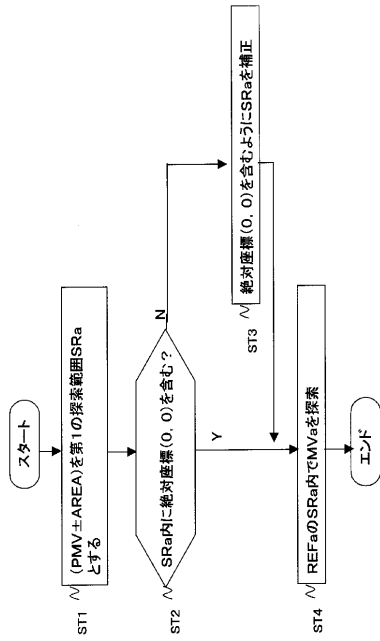 スタート
ST1
(PMV±AREA)を第1の探索範囲SRa
とする
ST2
SRa内に絶対座標(0, 0)を含む?
N
Y
ST3
絶対座標(0, 0)を含むようにSRaを補正
ST4
REFaのSRa内でMVaを探索
エンド